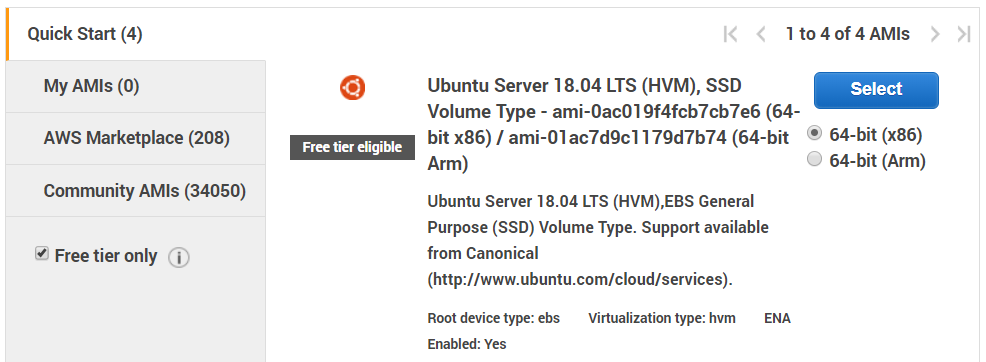 Quick Start (4)
1 to 4 of 4 AMIs
My AMIs (0)
AWS Marketplace (208)
Community AMIs (34050)
Free tier only
Free tier eligible
Ubuntu Server 18.04 LTS (HVM), SSD
Volume Type - ami-0ac019f4fcb7cb7e6 (64-
bit x86) / ami-01ac7d9c1179d7b74 (64-bit
Arm)
Select
64-bit (x86)
64-bit (Arm)
Ubuntu Server 18.04 LTS (HVM),EBS General
Purpose (SSD) Volume Type. Support available
from Canonical
(http://www.ubuntu.com/cloud/services).
Root device type: ebs Virtualization type: hvm ENA
Enabled: Yes